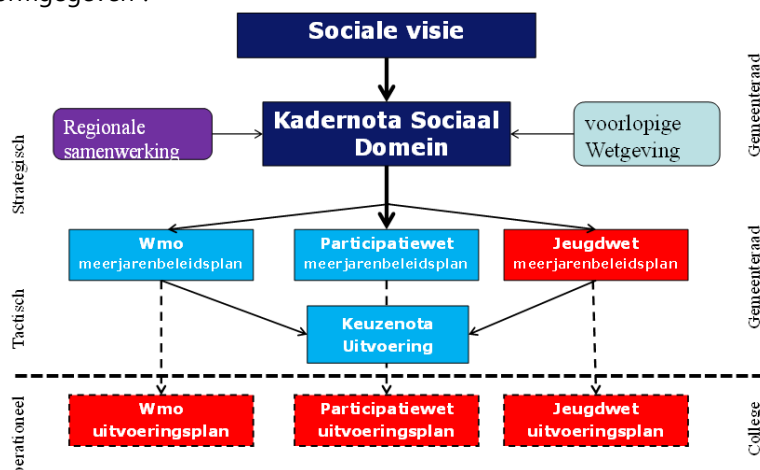 Sociale visie
Gemeenteraad
Regionale
samenwerking
Kadernota Sociaal
Domein
voorlopige
Wetgeving
Strategisch
Wmo
meerjarenbeleidsplan
Participatiewet
meerjarenbeleidsplan
Jeugdwet
meerjarenbeleidsplan
Gemeenteraad
Tactisch
Keuzenota
Uitvoering
Wmo
uitvoeringsplan
Participatiewet
uitvoeringsplan
Jeugdwet
uitvoeringsplan
erationeel
College